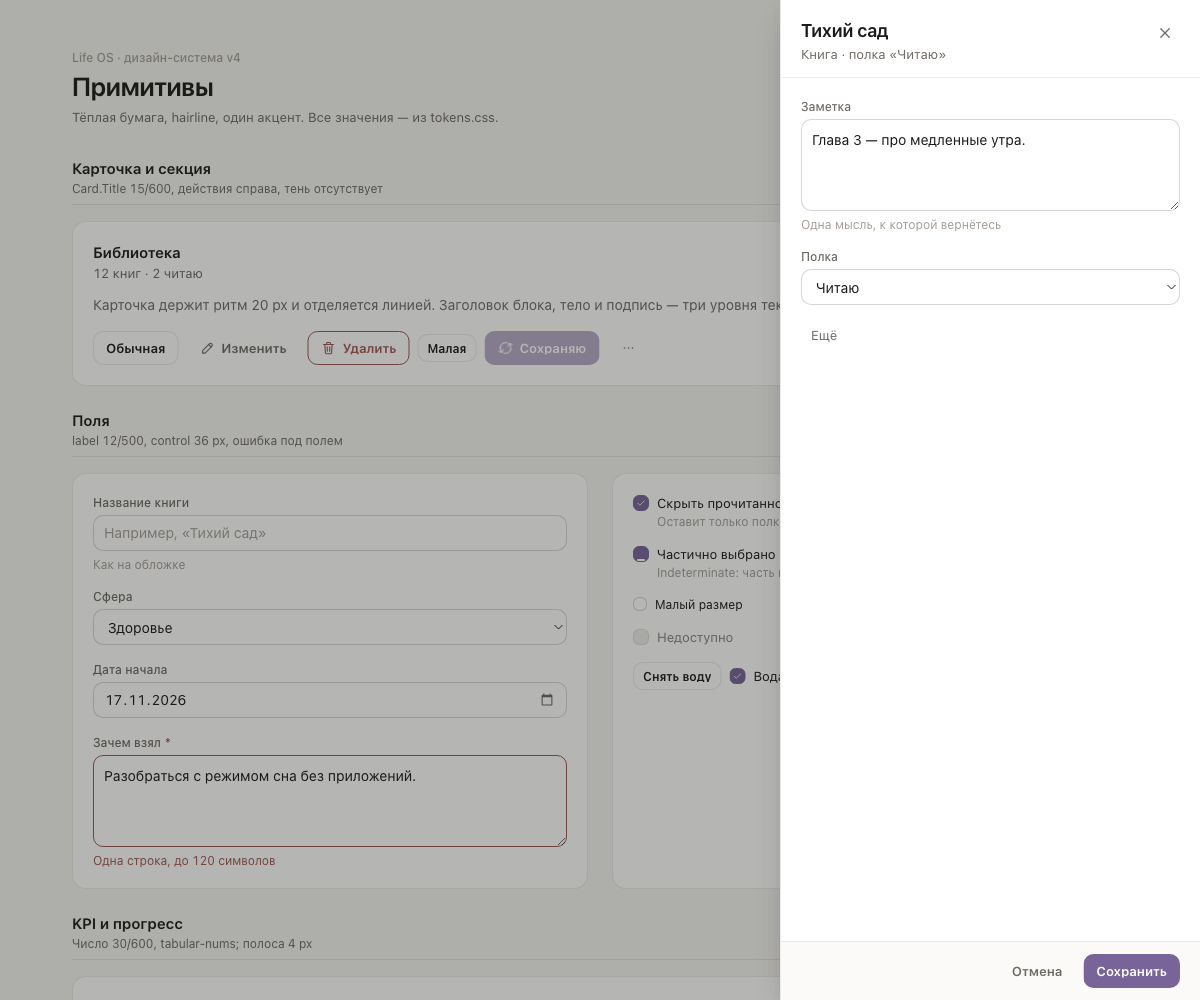 Life OS · дизайн-система v4
Примитивы
Тёплая бумага, hairline, один акцент. Все значения — из tokens.css.
Карточка и секция
Card.Title 15/600, действия справа, тень отсутствует
Библиотека
12 книг · 2 читаю
Карточка держит ритм 20 px и отделяется линией. Заголовок блока, тело и подпись — три уровня
Обычная
Изменить
Удалить
Малая
Сохраняю
...
Поля
label 12/500, control 36 px, ошибка под полем
Название книги
Например, «Тихий сад»
Как на обложке
Сфера
Здоровье
Дата начала
17.11.2026
Зачем взял *
Разобраться с режимом сна без приложений.
Одна строка, до 120 символов
Скрыть
Оставит только
Частично выбрано
Indeterminate: часть
Малый размер
Недоступно
Снять воду
KPI и прогресс
Число 30/600, tabular-nums; полоса 4 px
Тихий сад
Книга · полка «Читаю»
Заметка
Глава 3 — про медленные утра.
Одна мысль, к которой вернётесь
Полка
Читаю
Ещё
Отмена
Сохранить